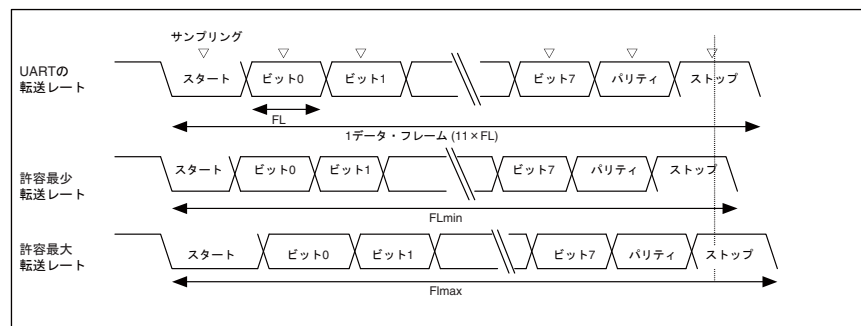 サンプリング
UARTの
転送レート
スタート
ビット0
ビット1
ビット7
パリティ
ストップ
FL
1データ・フレーム (11×FL)
許容最少
転送レート
スタート
ビット0
ビット1
ビット7
パリティ
ストップ
FLmin
許容最大
転送レート
スタート
ビット0
ビット1
ビット7
パリティ
ストップ
Flmax